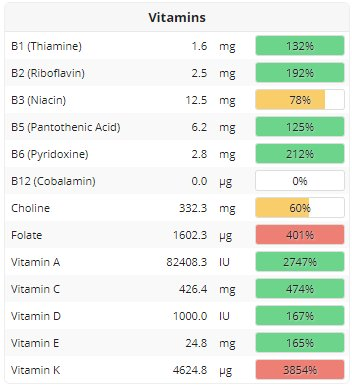 Vitamins
B1 (Thiamine) 1.6 mg 132%
B2 (Riboflavin) 2.5 mg 192%
B3 (Niacin) 12.5 mg 78%
B5 (Pantothenic Acid) 6.2 mg 125%
B6 (Pyridoxine) 2.8 mg 212%
B12 (Cobalamin) 0.0 µg 0%
Choline 332.3 mg 60%
Folate 1602.3 µg 401%
Vitamin A 82408.3 IU 2747%
Vitamin C 426.4 mg 474%
Vitamin D 1000.0 IU 167%
Vitamin E 24.8 mg 165%
Vitamin K 4624.8 µg 3854%